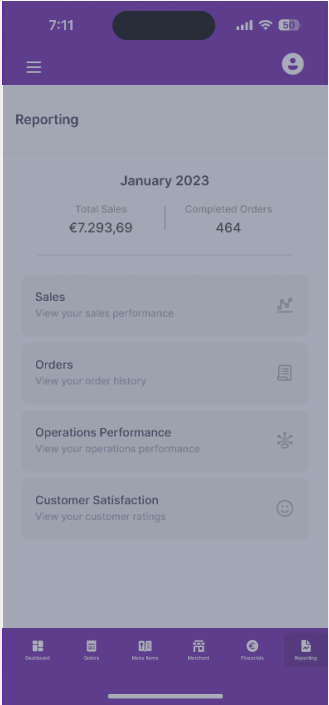 7:11
50
Reporting
January 2023
Total Sales
Completed Orders
€7.293,69
464
Sales
View your sales performance
Orders
View your order history
Operations Performance
View your operations performance
Customer Satisfaction
View your customer ratings
Dashboard
Orders
Menu Items
Merchant
Financials
Reporting